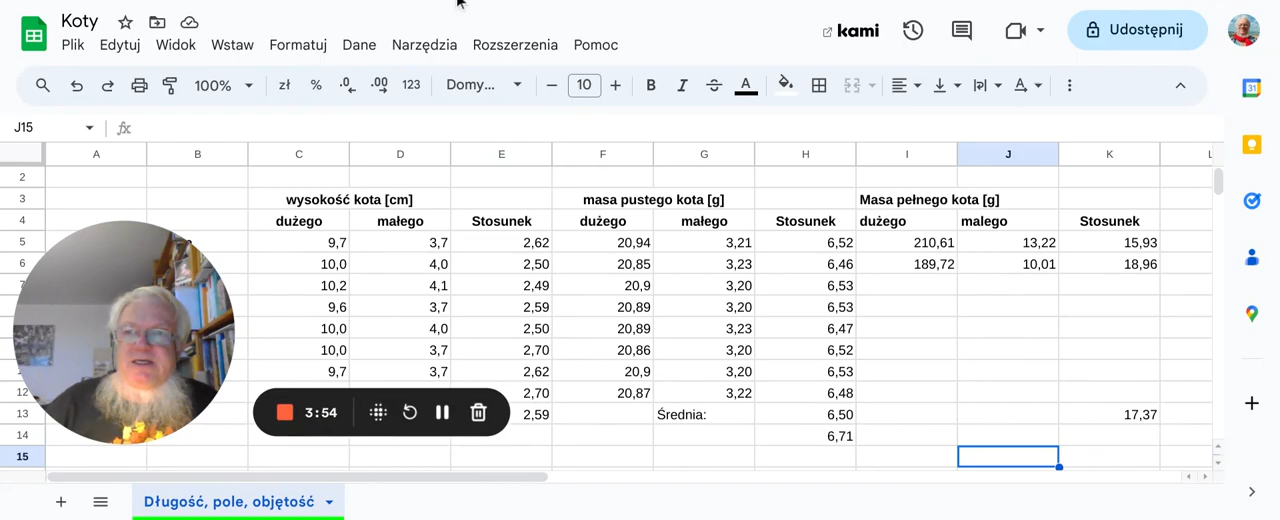 Koty
Plik Edytuj Widok Wstaw Formatuj Dane Narzędzia Rozszerzenia Pomoc
kami
Udostępnij
100% zł % .0 .00 123 Domy... 10 B I A
J15 fx
A B C D E F G H I J K L
2
3 wysokość kota [cm] masa pustego kota [g] Masa pełnego kota [g]
4 dużego małego Stosunek dużego małego Stosunek dużego malego Stosunek
5 9,7 3,7 2,62 20,94 3,21 6,52 210,61 13,22 15,93
6 10,0 4,0 2,50 20,85 3,23 6,46 189,72 10,01 18,96
10,2 4,1 2,49 20,9 3,20 6,53
9,6 3,7 2,59 20,89 3,20 6,53
10,0 4,0 2,50 20,89 3,23 6,47
10,0 3,7 2,70 20,86 3,20 6,52
9,7 3,7 2,62 20,9 3,20 6,53
12 2,70 20,87 3,22 6,48
3:54
13 2,59 Średnia: 6,50 17,37
14 6,71
15
Długość, pole, objętość
31